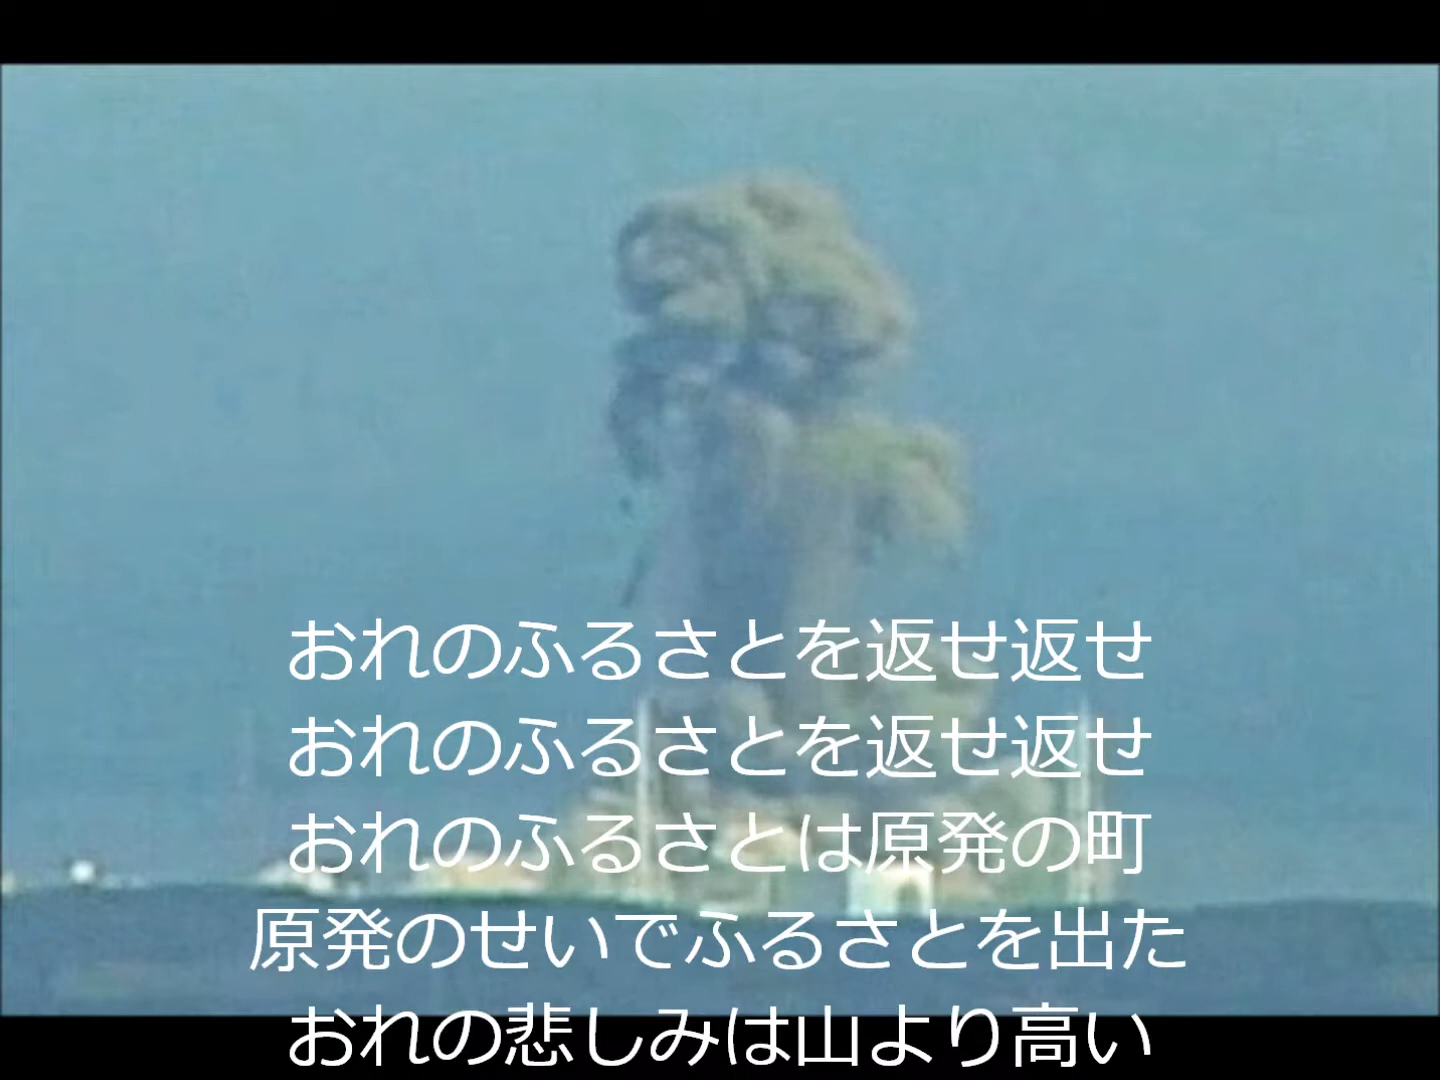 おれのふるさとを返せ返せ
おれのふるさとを返せ返せ
おれのふるさとは原発の町
原発のせいでふるさとを出た
おれの悲しみは山より高い